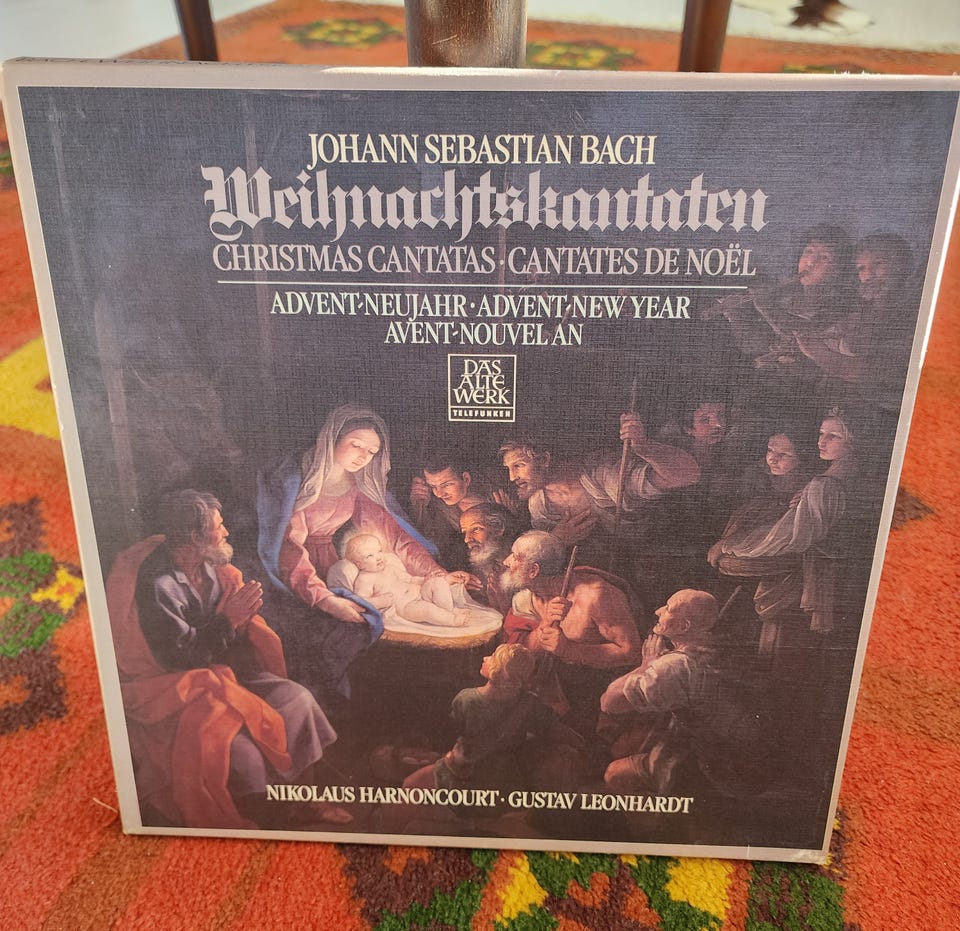 JOHANN SEBASTIAN BACH
Weihnachtskantaten
CHRISTMAS CANTATAS · CANTATES DE NOËL
ADVENT-NEUJAHR · ADVENT-NEW YEAR
AVENT-NOUVEL AN
DAS
ALTE
WERK
TELEFUNKEN
NIKOLAUS HARNONCOURT · GUSTAV LEONHARDT